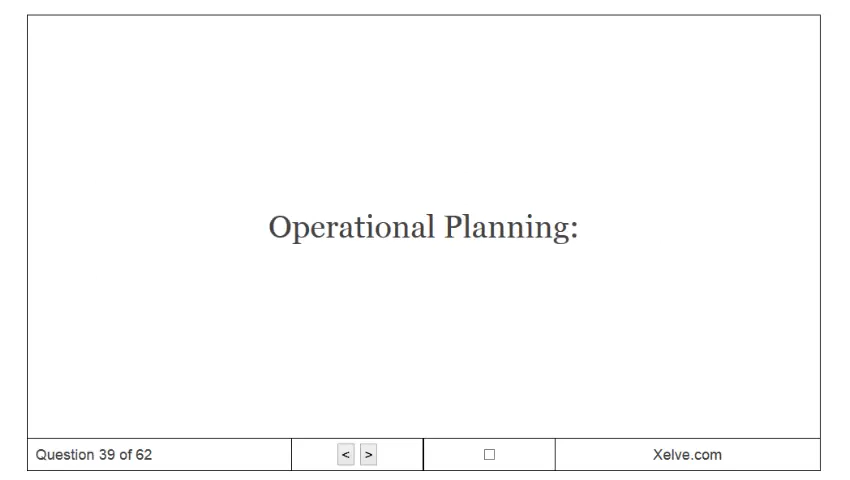 Operational Planning:
Question 39 of 62
< >
Xelve.com